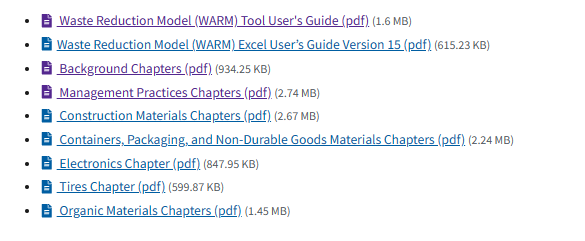 Waste Reduction Model (WARM) Tool User's Guide (pdf) (1.6 MB)
Waste Reduction Model (WARM) Excel User’s Guide Version 15 (pdf) (615.23 KB)
Background Chapters (pdf) (934.25 KB)
Management Practices Chapters (pdf) (2.74 MB)
Construction Materials Chapters (pdf) (2.67 MB)
Containers, Packaging, and Non-Durable Goods Materials Chapters (pdf) (2.24 MB)
Electronics Chapter (pdf) (847.95 KB)
Tires Chapter (pdf) (599.87 KB)
Organic Materials Chapters (pdf) (1.45 MB)